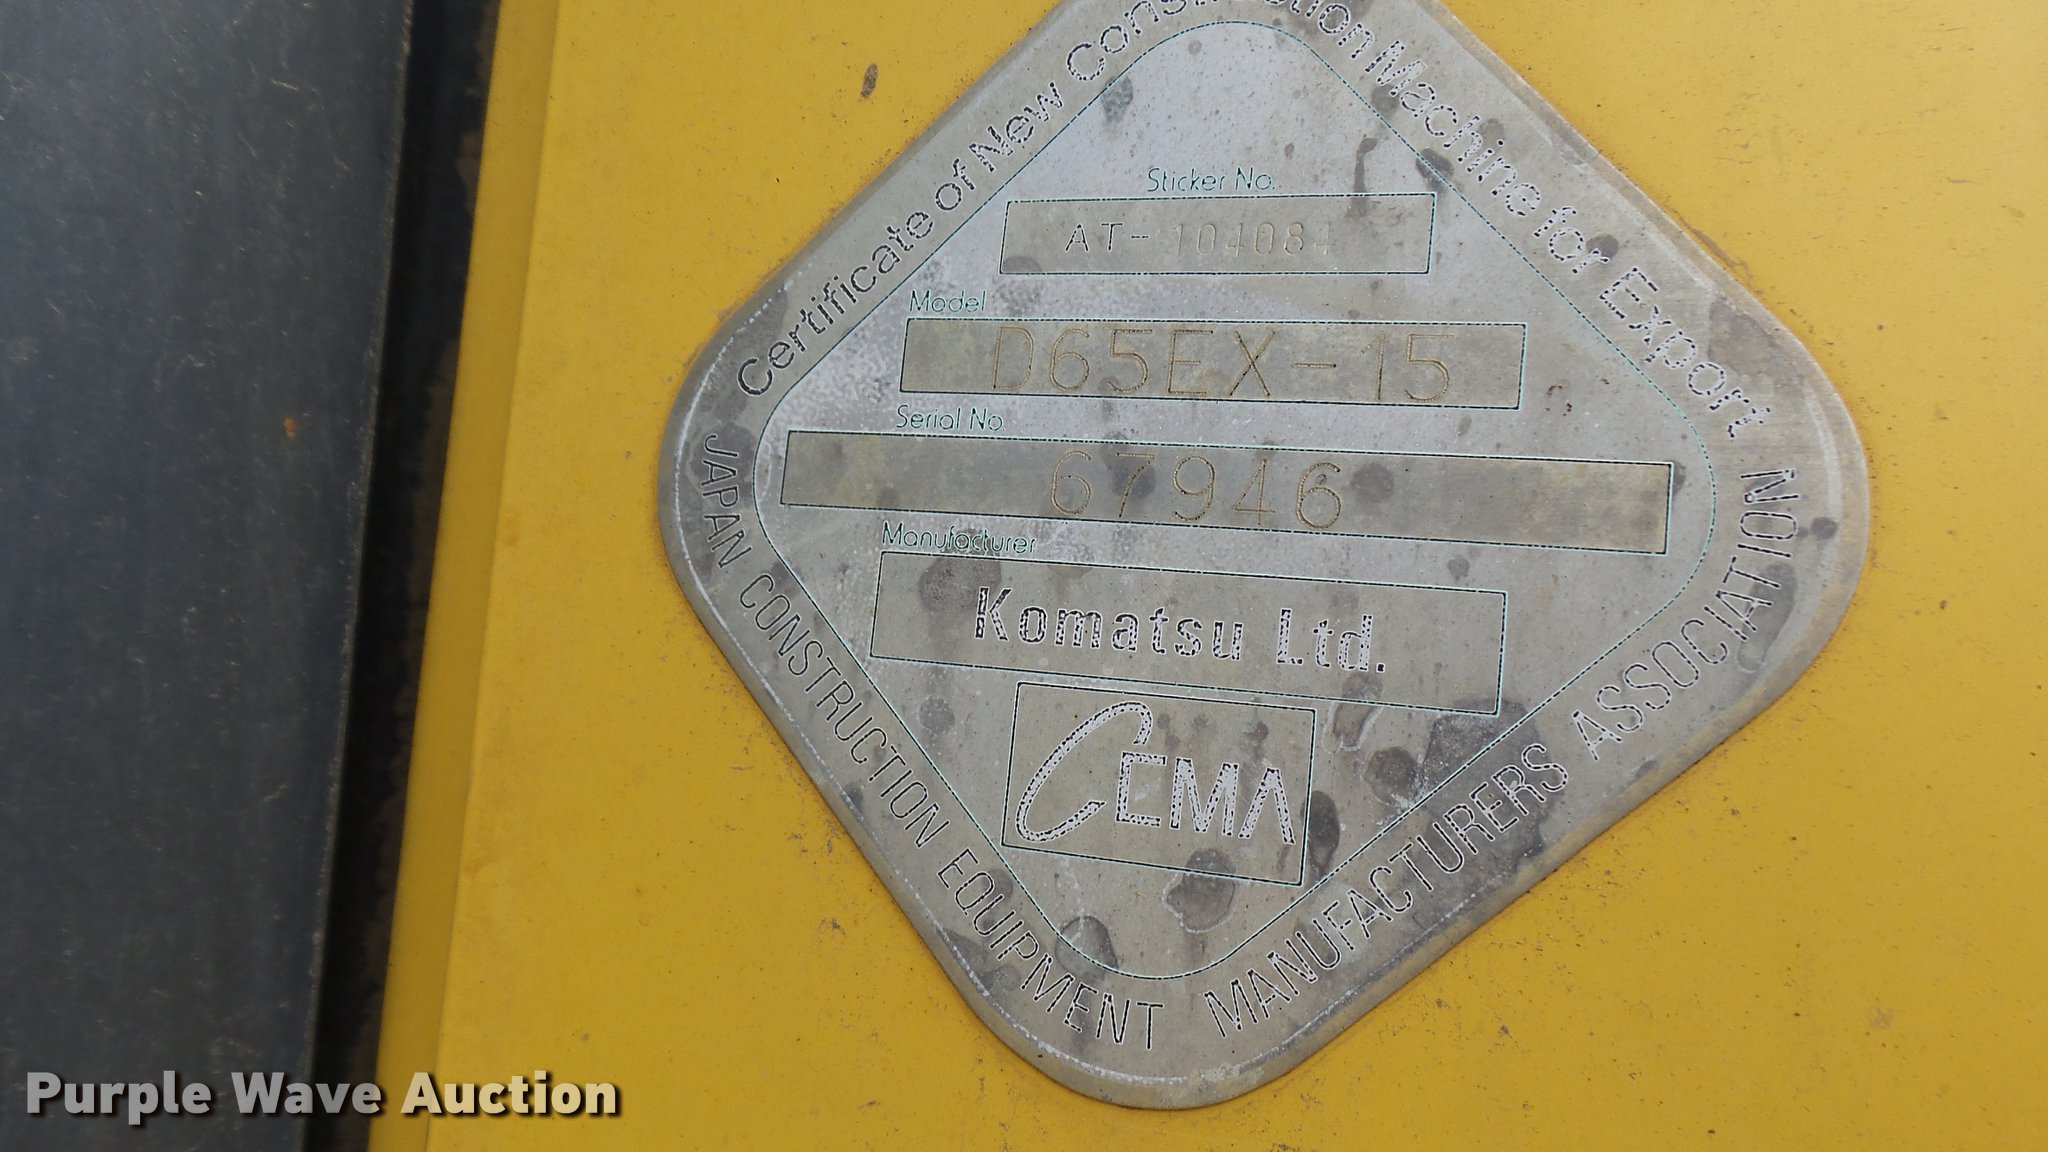 Certificate of New Construction Machine for Export
Sticker No.
AT-104084
Model
D65EX-15
Serial No
67946
Manufacturer
Komatsu Ltd.
CEMA
JAPAN CONSTRUCTION EQUIPMENT MANUFACTURERS ASSOCIATION
Purple Wave Auction